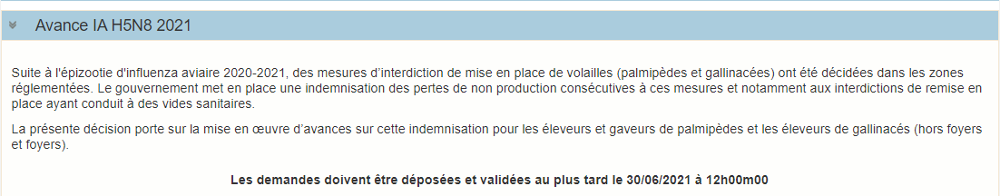 Avance IA H5N8 2021
Suite à l'épizootie d'influenza aviaire 2020-2021, des mesures d’interdiction de mise en place de volailles (palmipèdes et gallinacées) ont été décidées dans les zones
réglementées. Le gouvernement met en place une indemnisation des pertes de non production consécutives à ces mesures et notamment aux interdictions de remise en
place ayant conduit à des vides sanitaires.
La présente décision porte sur la mise en œuvre d’avances sur cette indemnisation pour les éleveurs et gaveurs de palmipèdes et les éleveurs de gallinacés (hors foyers
et foyers).
Les demandes doivent être déposées et validées au plus tard le 30/06/2021 à 12h00m00